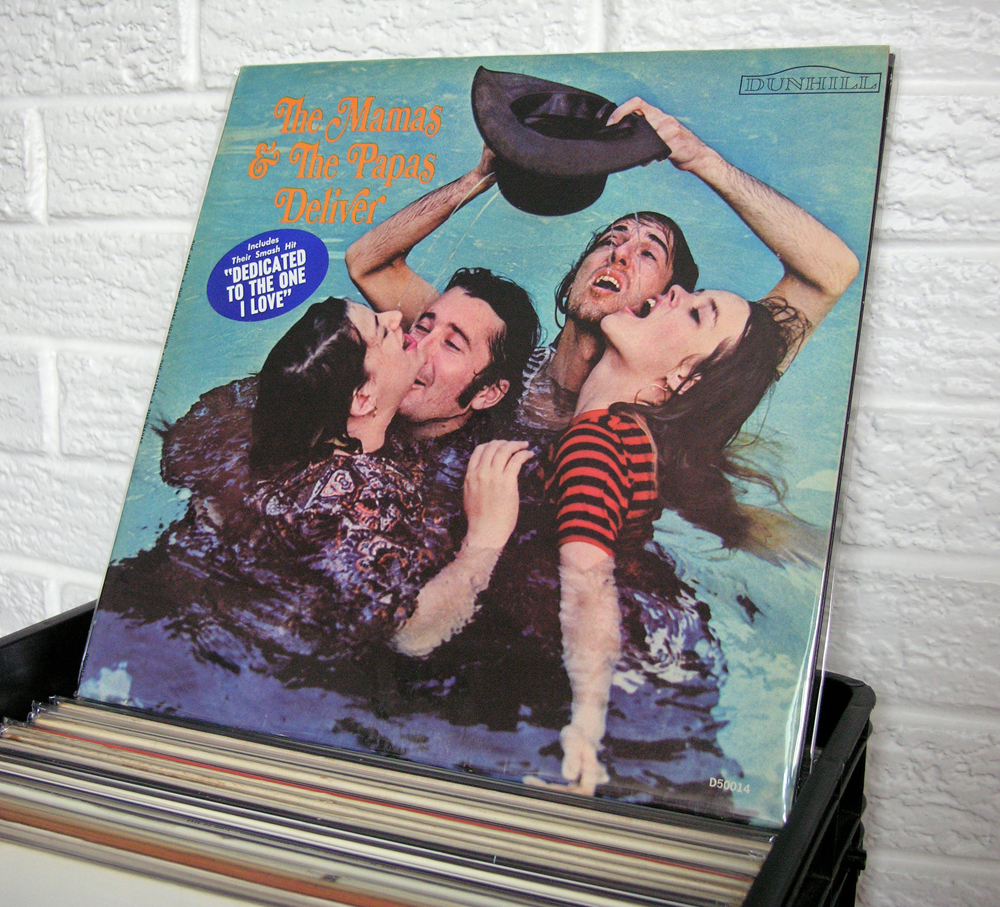 DUNHILL
The Mamas
& The Papas
Deliver
Includes
Their Smash Hit
"DEDICATED
TO THE ONE
I LOVE"
D50014